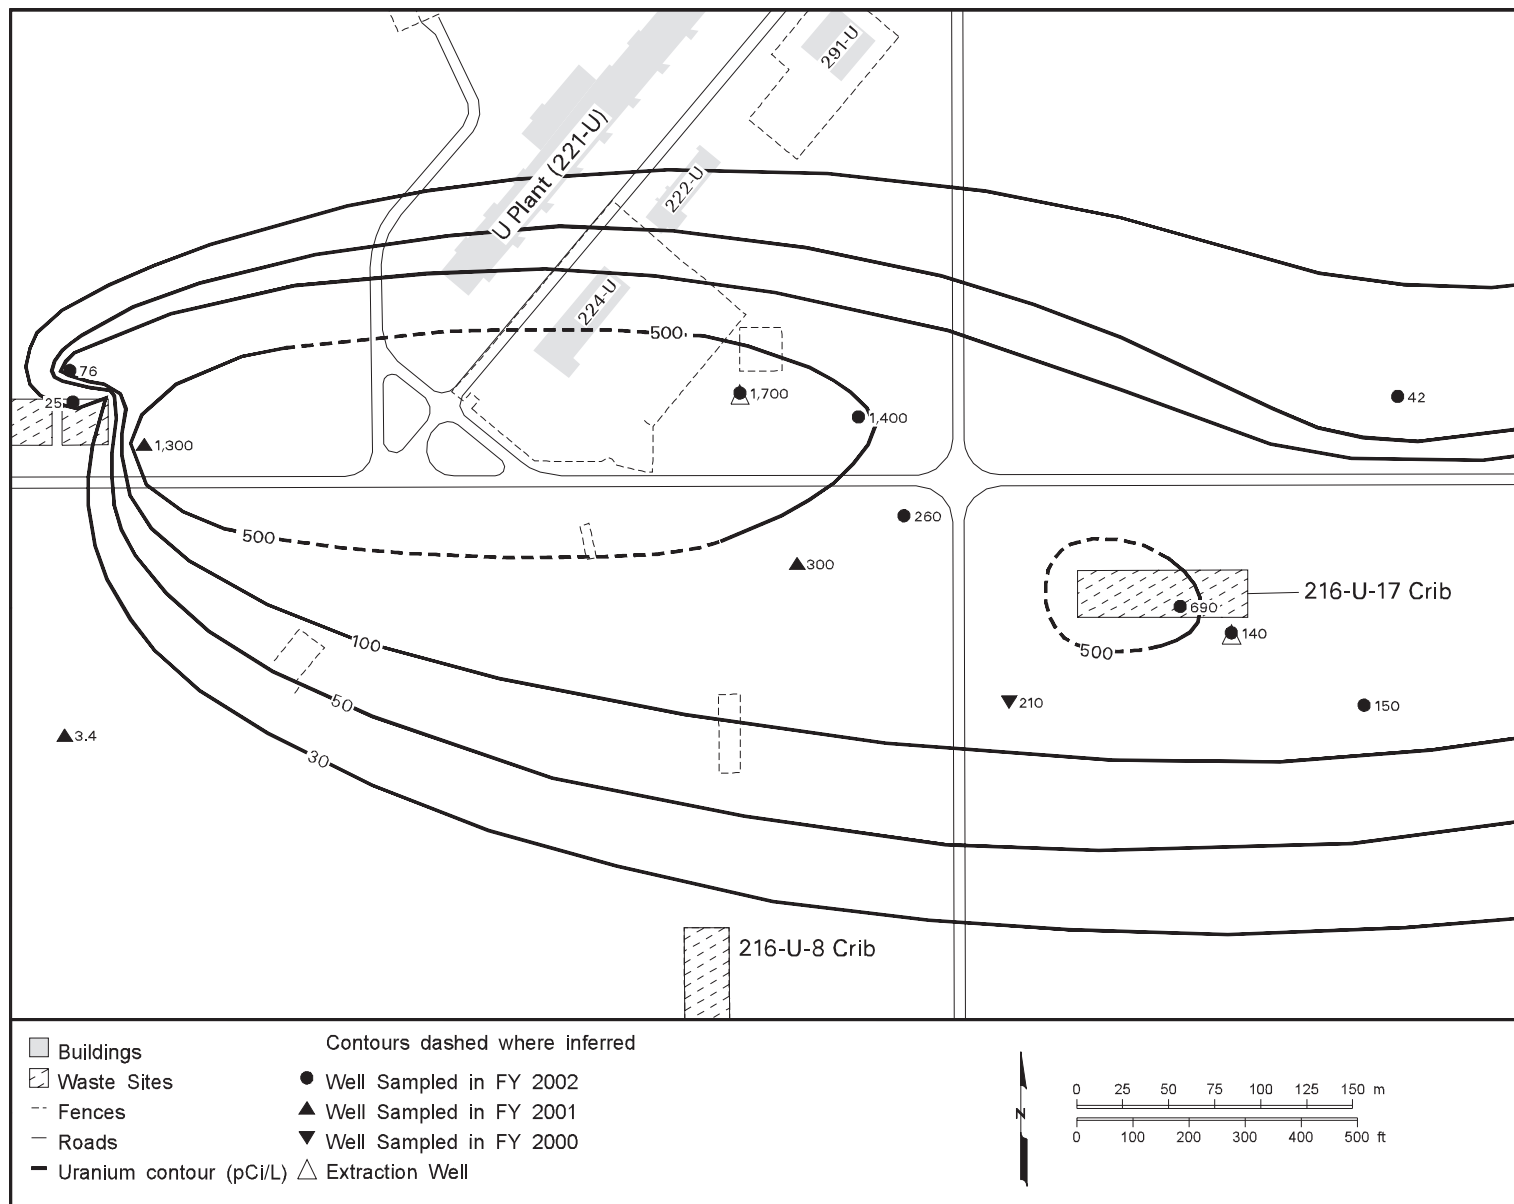 291-U
U Plant (221-U)
222-U
224-U
500
76
25
1,700
42
1,400
1,300
260
500
300
216-U-17 Crib
690
140
500
100
50
210
150
3.4
30
216-U-8 Crib
Contours dashed where inferred
Buildings
Waste Sites
Fences
Roads
Uranium contour (pCi/L)
Well Sampled in FY 2002
Well Sampled in FY 2001
Well Sampled in FY 2000
Extraction Well
N
0 25 50 75 100 125 150 m
0 100 200 300 400 500 ft